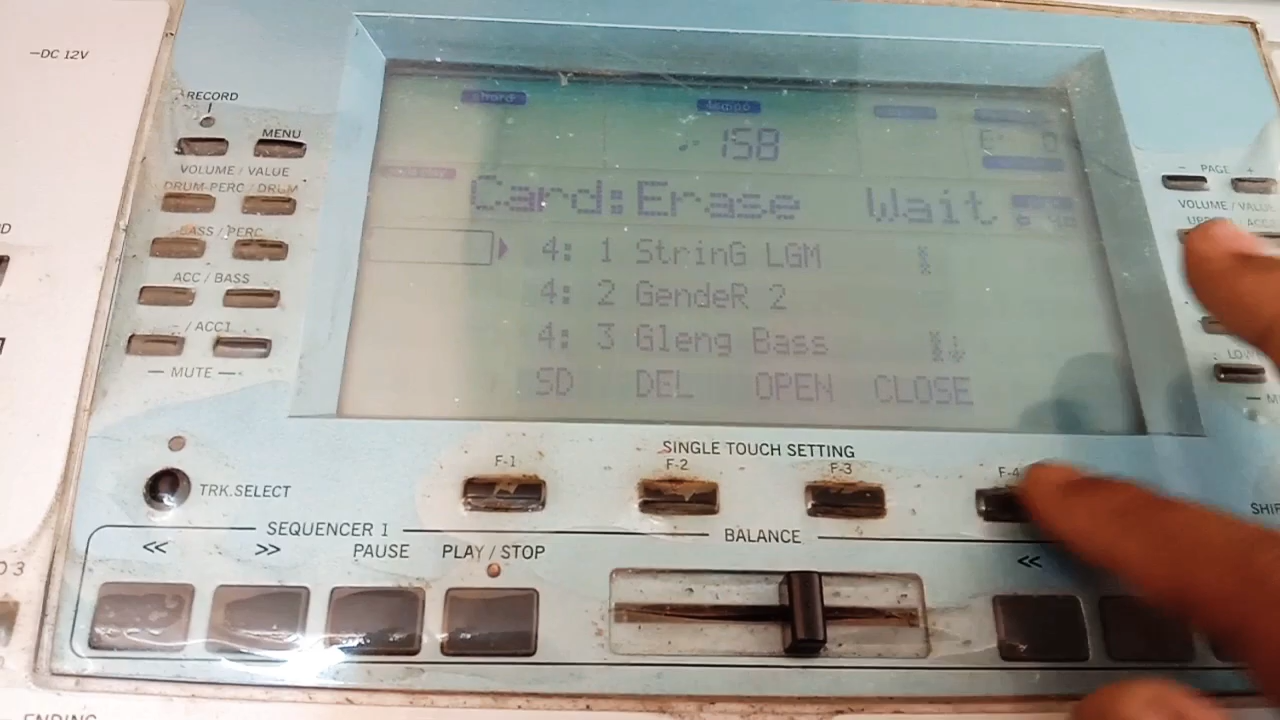 —DC 12V
RECORD
MENU
VOLUME / VALUE
DRUM-PERC / DRUM
BASS / PERC
ACC / BASS
- / ACC1
— MUTE —
TRK.SELECT
chord
tempo
158
Card:Erase Wait
4: 1 StrinG LGM
4: 2 GendeR 2
4: 3 Gleng Bass
SD DEL OPEN CLOSE
SINGLE TOUCH SETTING
F-1 F-2 F-3 F-4
- PAGE +
VOLUME / VALUE
SEQUENCER 1
<< >> PAUSE PLAY / STOP
BALANCE
<<
ENDING